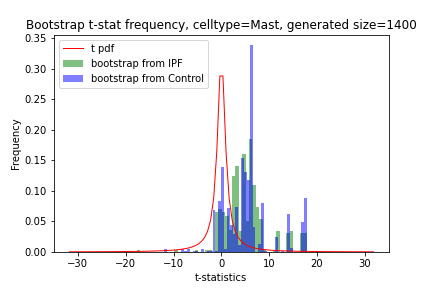 Bootstrap t-stat frequency, celltype=Mast, generated size=1400
t pdf
bootstrap from IPF
bootstrap from Control
Frequency
0.35
0.30
0.25
0.20
0.15
0.10
0.05
0.00
−30 −20 −10 0 10 20 30
t-statistics